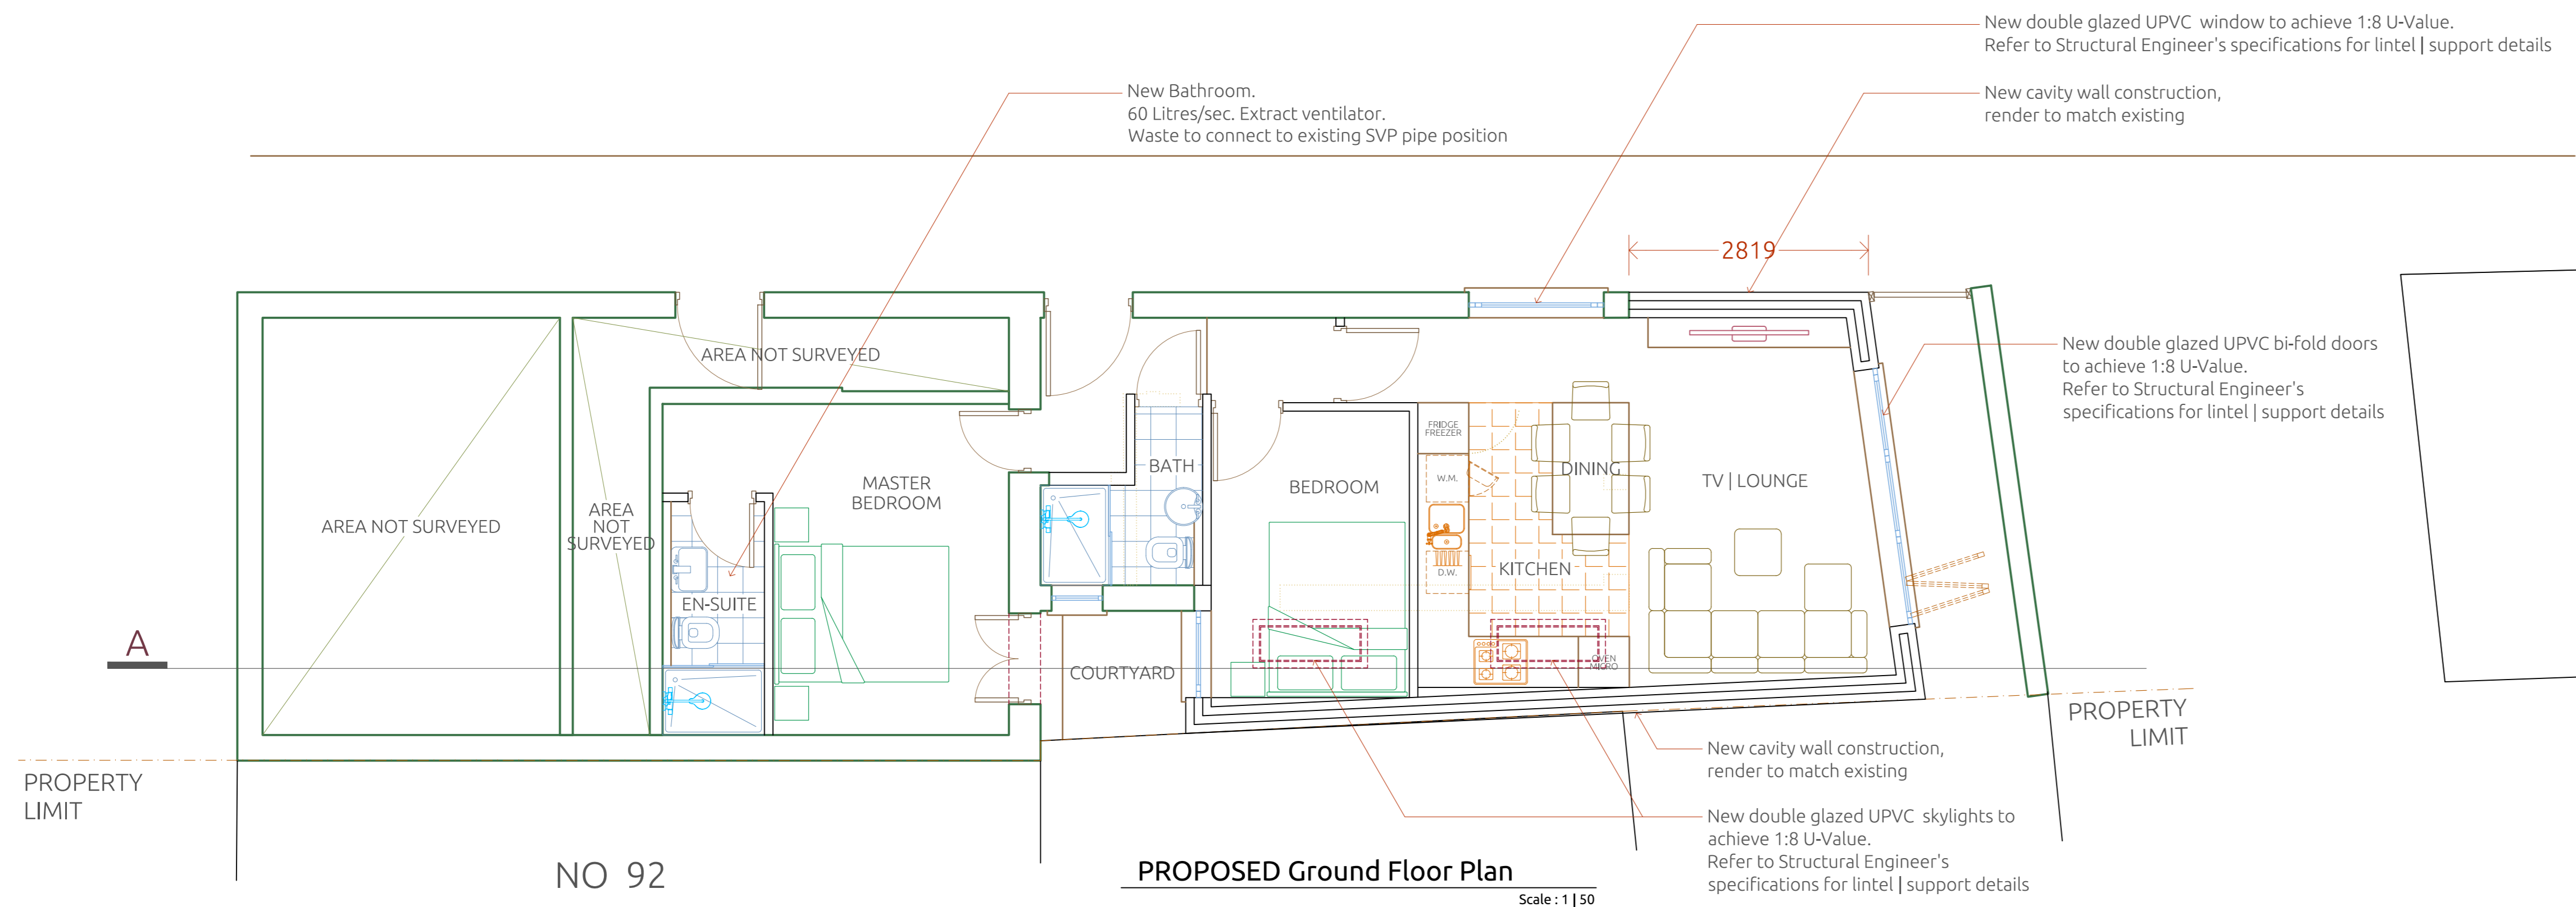 New double glazed UPVC window to achieve 1:8 U-Value.
Refer to Structural Engineer's specifications for lintel | support details
New Bathroom.
60 Litres/sec. Extract ventilator.
Waste to connect to existing SVP pipe position
New cavity wall construction,
render to match existing
2819
New double glazed UPVC bi-fold doors
to achieve 1:8 U-Value.
Refer to Structural Engineer's
specifications for lintel | support details
AREA NOT SURVEYED
AREA NOT SURVEYED
AREA
NOT
SURVEYED
MASTER
BEDROOM
EN-SUITE
BATH
BEDROOM
FRIDGE
FREEZER
W.M.
D.W.
KITCHEN
DINING
TV | LOUNGE
OVEN
MICRO
COURTYARD
A
PROPERTY
LIMIT
PROPERTY
LIMIT
New cavity wall construction,
render to match existing
New double glazed UPVC skylights to
achieve 1:8 U-Value.
Refer to Structural Engineer's
specifications for lintel | support details
NO 92
PROPOSED Ground Floor Plan
Scale : 1 | 50